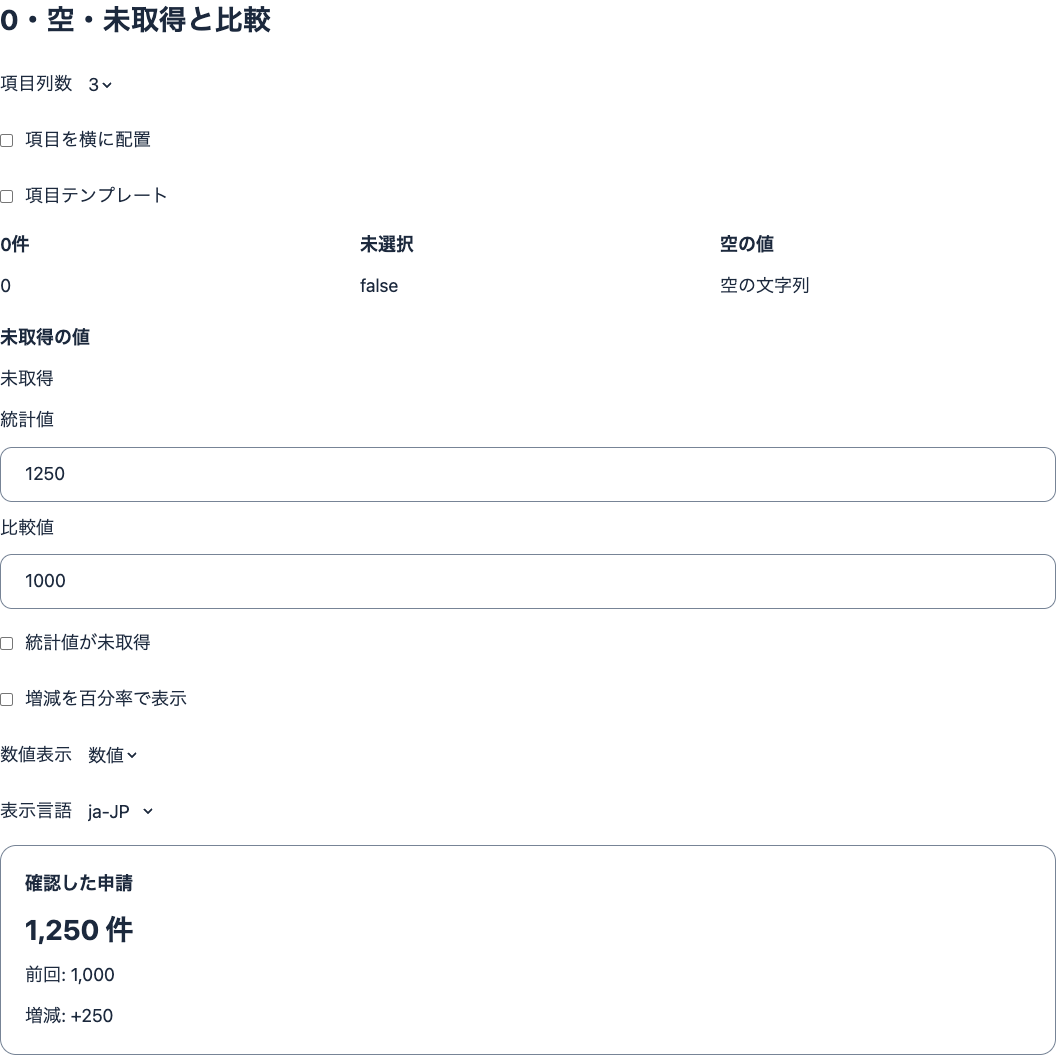 0・空・未取得と比較
項目列数 3
項目を横に配置
項目テンプレート
0件 未選択 空の値
0 false 空の文字列
未取得の値
未取得
統計値
1250
比較値
1000
統計値が未取得
増減を百分率で表示
数値表示 数値
表示言語 ja-JP
確認した申請
1,250 件
前回: 1,000
増減: +250